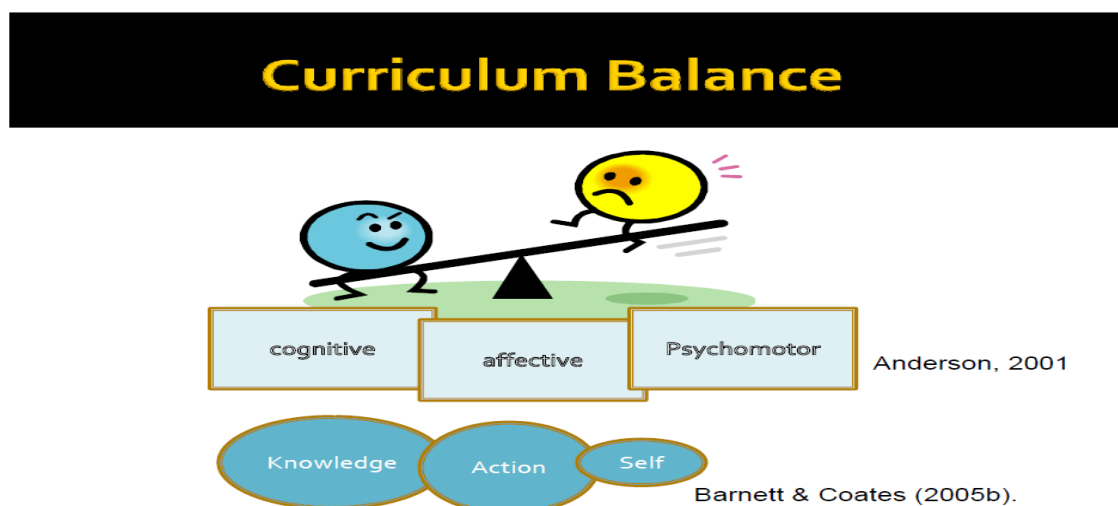 Curriculum Balance
cognitive
affective
Psychomotor
Anderson, 2001
Knowledge
Action
Self
Barnett & Coates (2005b).